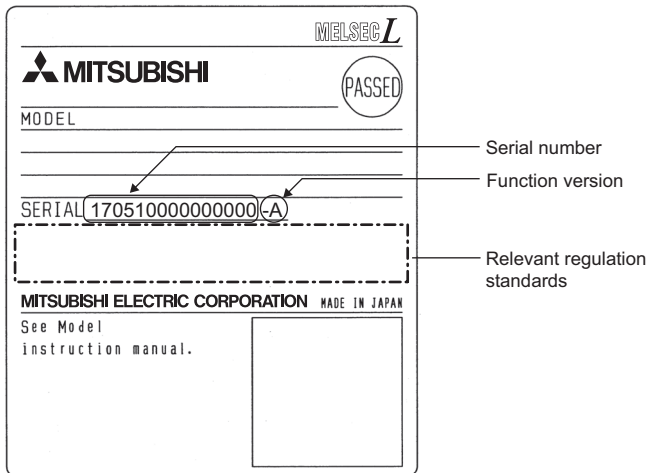 MELSEC L
MITSUBISHI
PASSED
MODEL
Serial number
Function version
SERIAL 170510000000000 -A
Relevant regulation
standards
MITSUBISHI ELECTRIC CORPORATION MADE IN JAPAN
See Model
instruction manual.